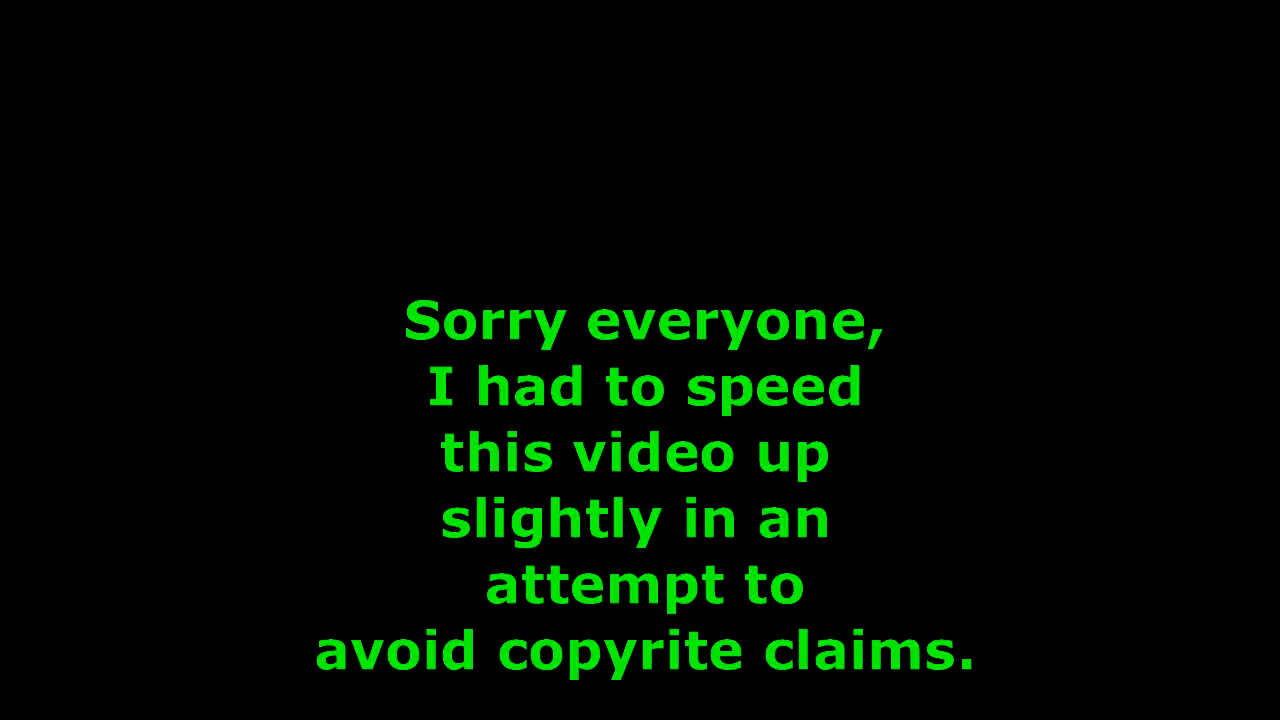 Sorry everyone,
I had to speed
this video up
slightly in an
attempt to
avoid copyrite claims.